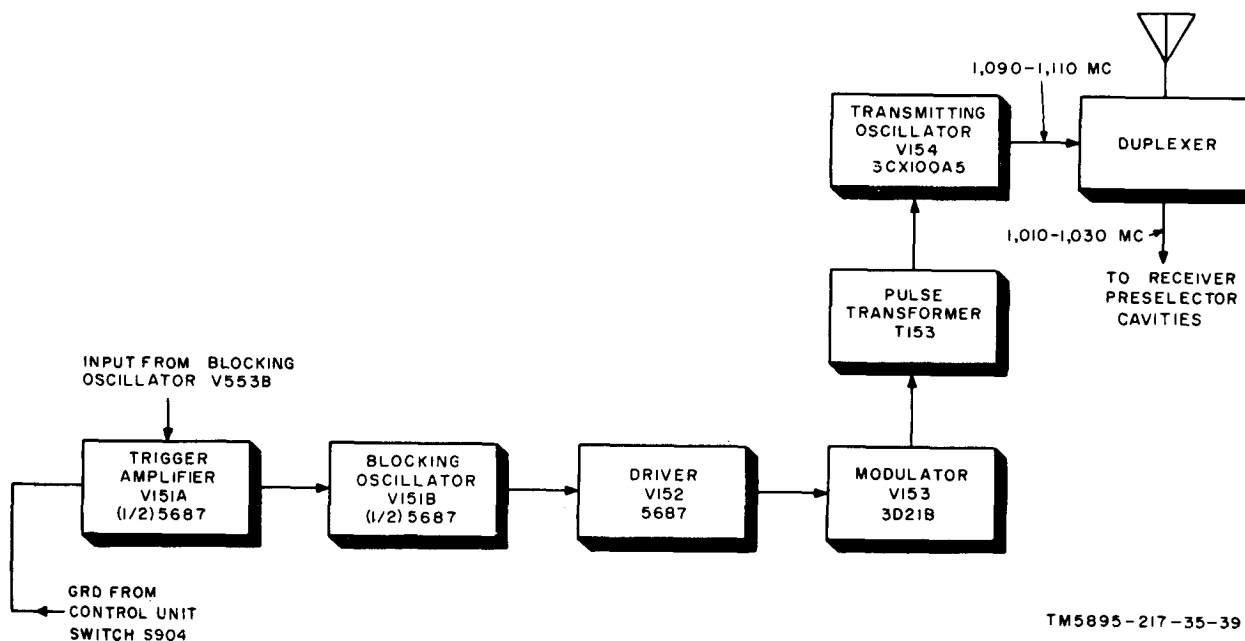 1,090-1,110 MC
TRANSMITTING
OSCILLATOR
V154
3CX100A5
DUPLEXER
1,010-1,030 MC
TO RECEIVER
PRESELECTOR
CAVITIES
PULSE
TRANSFORMER
T153
INPUT FROM BLOCKING
OSCILLATOR V553B
TRIGGER
AMPLIFIER
V151A
(1/2) 5687
BLOCKING
OSCILLATOR
V151B
(1/2) 5687
DRIVER
V152
5687
MODULATOR
V153
3D21B
GRD FROM
CONTROL UNIT
SWITCH S904
TM5895-217-35-39